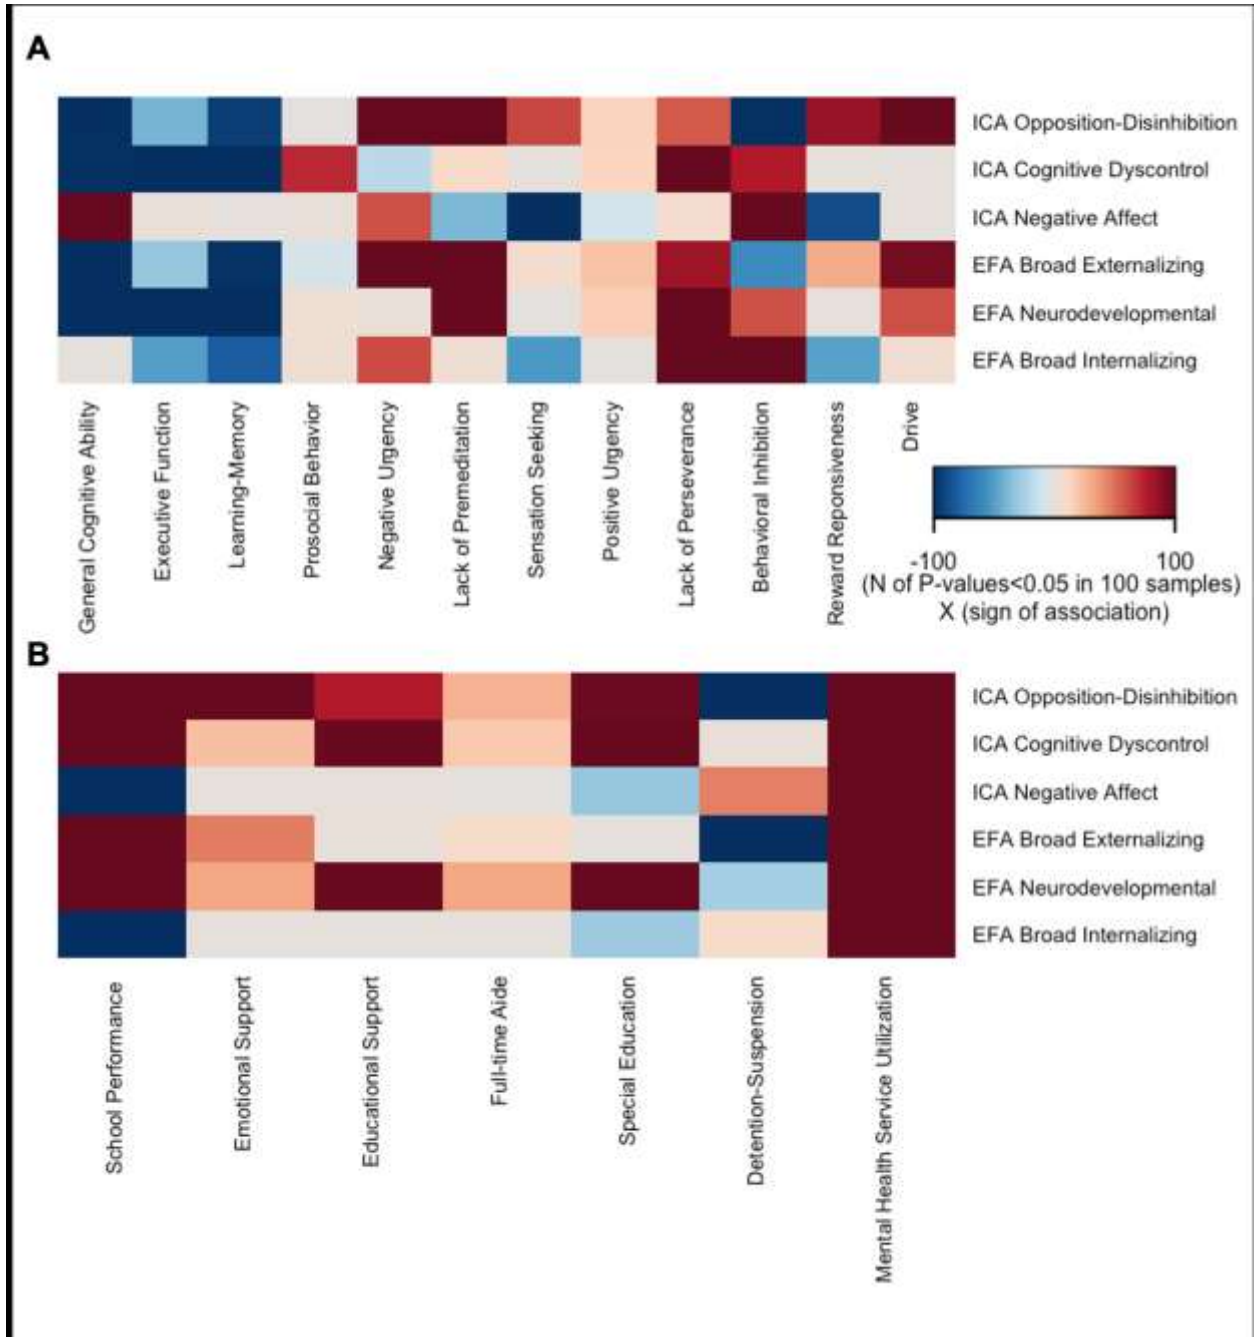 A
ICA Opposition-Disinhibition
ICA Cognitive Dyscontrol
ICA Negative Affect
EFA Broad Externalizing
EFA Neurodevelopmental
EFA Broad Internalizing
General Cognitive Ability
Executive Function
Learning-Memory
Prosocial Behavior
Negative Urgency
Lack of Premeditation
Sensation Seeking
Positive Urgency
Lack of Perseverance
Behavioral Inhibition
Reward Reponsiveness
Drive
-100 100
(N of P-values<0.05 in 100 samples)
X (sign of association)
B
ICA Opposition-Disinhibition
ICA Cognitive Dyscontrol
ICA Negative Affect
EFA Broad Externalizing
EFA Neurodevelopmental
EFA Broad Internalizing
School Performance
Emotional Support
Educational Support
Full-time Aide
Special Education
Detention-Suspension
Mental Health Service Utilization